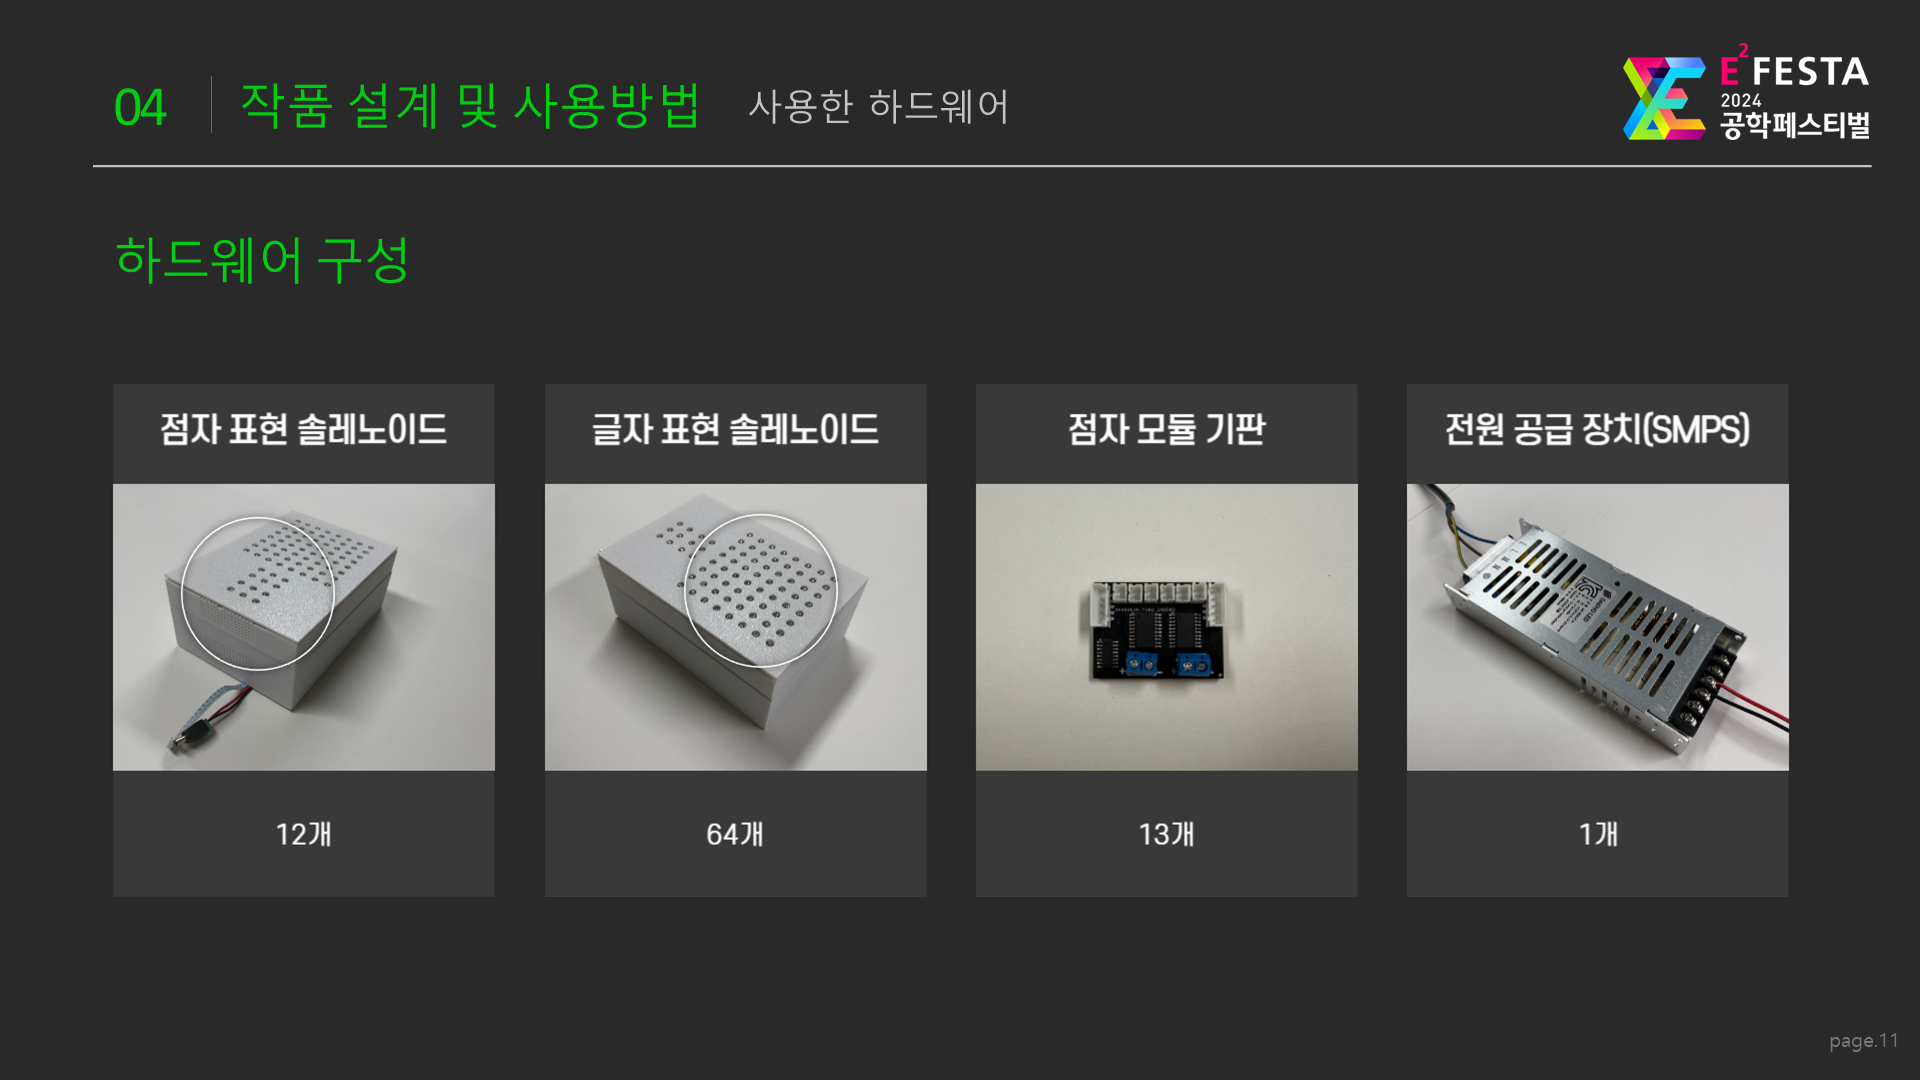 04
작품 설계 및 사용방법
사용한 하드웨어
E² FESTA
2024
공학페스티벌
하드웨어 구성
점자 표현 솔레노이드
글자 표현 솔레노이드
점자 모듈 기판
전원 공급 장치(SMPS)
12개
64개
13개
1개
page.11